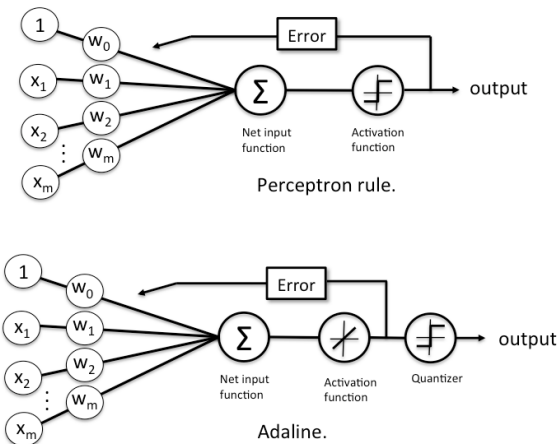 1
w0
Error
x1
w1
Σ
output
x2
w2
⋮
wm
xm
Net input
function
Activation
function
Perceptron rule.
1
w0
Error
x1
w1
Σ
output
x2
w2
⋮
wm
xm
Net input
function
Activation
function
Quantizer
Adaline.